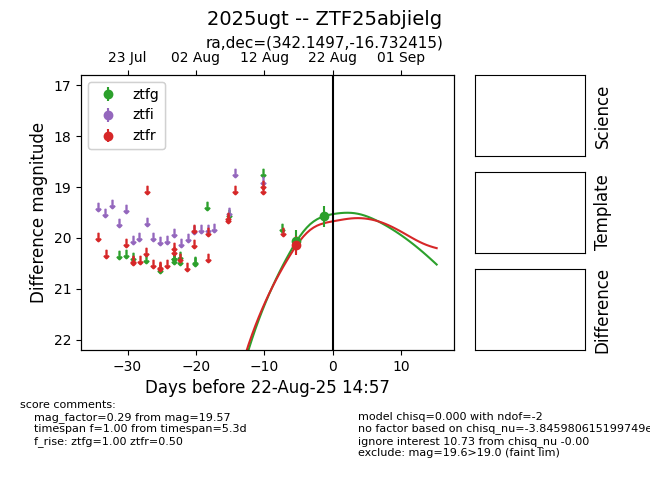 2025ugt -- ZTF25abjielg
ra,dec=(342.1497,-16.732415)
23 Jul 02 Aug 12 Aug 22 Aug 01 Sep
ztfg
ztfi
ztfr
17
18
19
20
21
22
Difference magnitude
−30 −20 −10 0 10
Days before 22-Aug-25 14:57
Science
Template
Difference
score comments:
mag_factor=0.29 from mag=19.57
timespan f=1.00 from timespan=5.3d
f_rise: ztfg=1.00 ztfr=0.50
model chisq=0.000 with ndof=-2
no factor based on chisq_nu=-3.845980615199749e
ignore interest 10.73 from chisq_nu -0.00
exclude: mag=19.6>19.0 (faint lim)